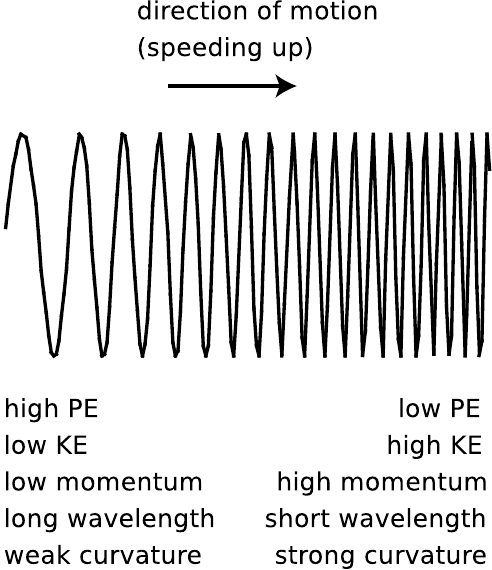 direction of motion
(speeding up)
high PE
low KE
low momentum
long wavelength
weak curvature
low PE
high KE
high momentum
short wavelength
strong curvature